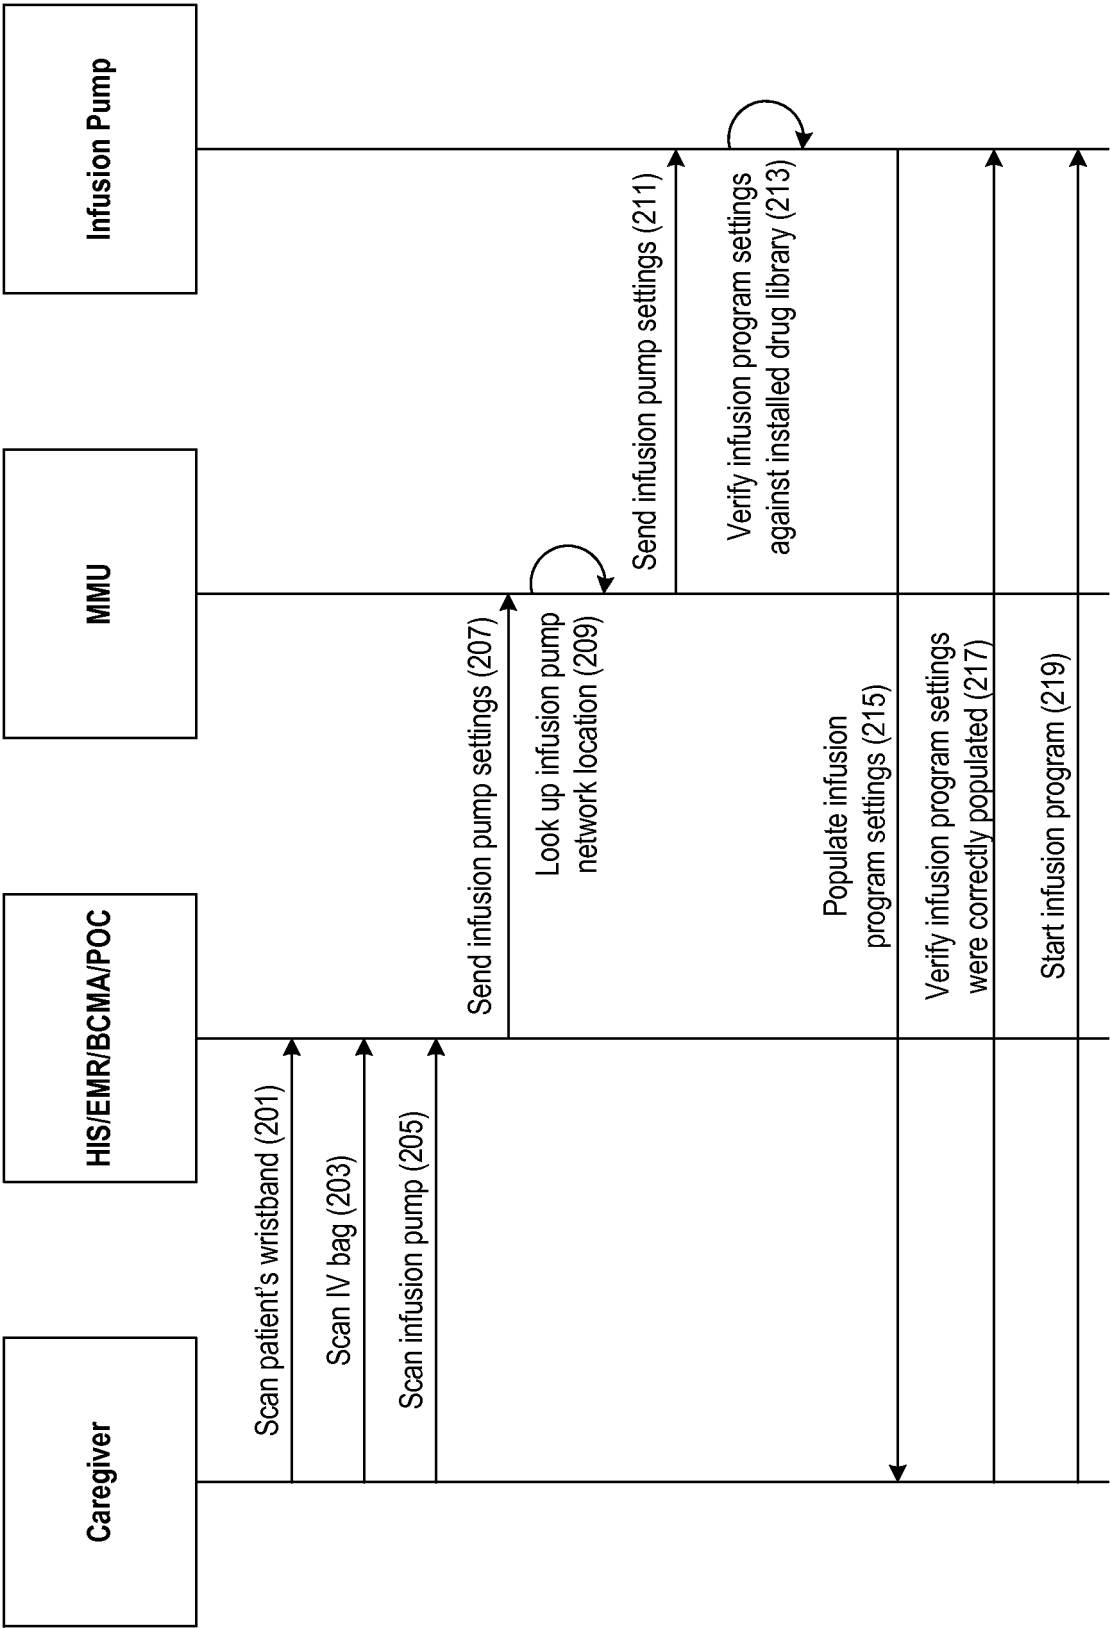 Caregiver
HIS/EMR/BCMA/POC
MMU
Infusion Pump
Scan patient's wristband (201)
Scan IV bag (203)
Scan infusion pump (205)
Send infusion pump settings (207)
Look up infusion pump
network location (209)
Send infusion pump settings (211)
Verify infusion program settings
against installed drug library (213)
Populate infusion
program settings (215)
Verify infusion program settings
were correctly populated (217)
Start infusion program (219)